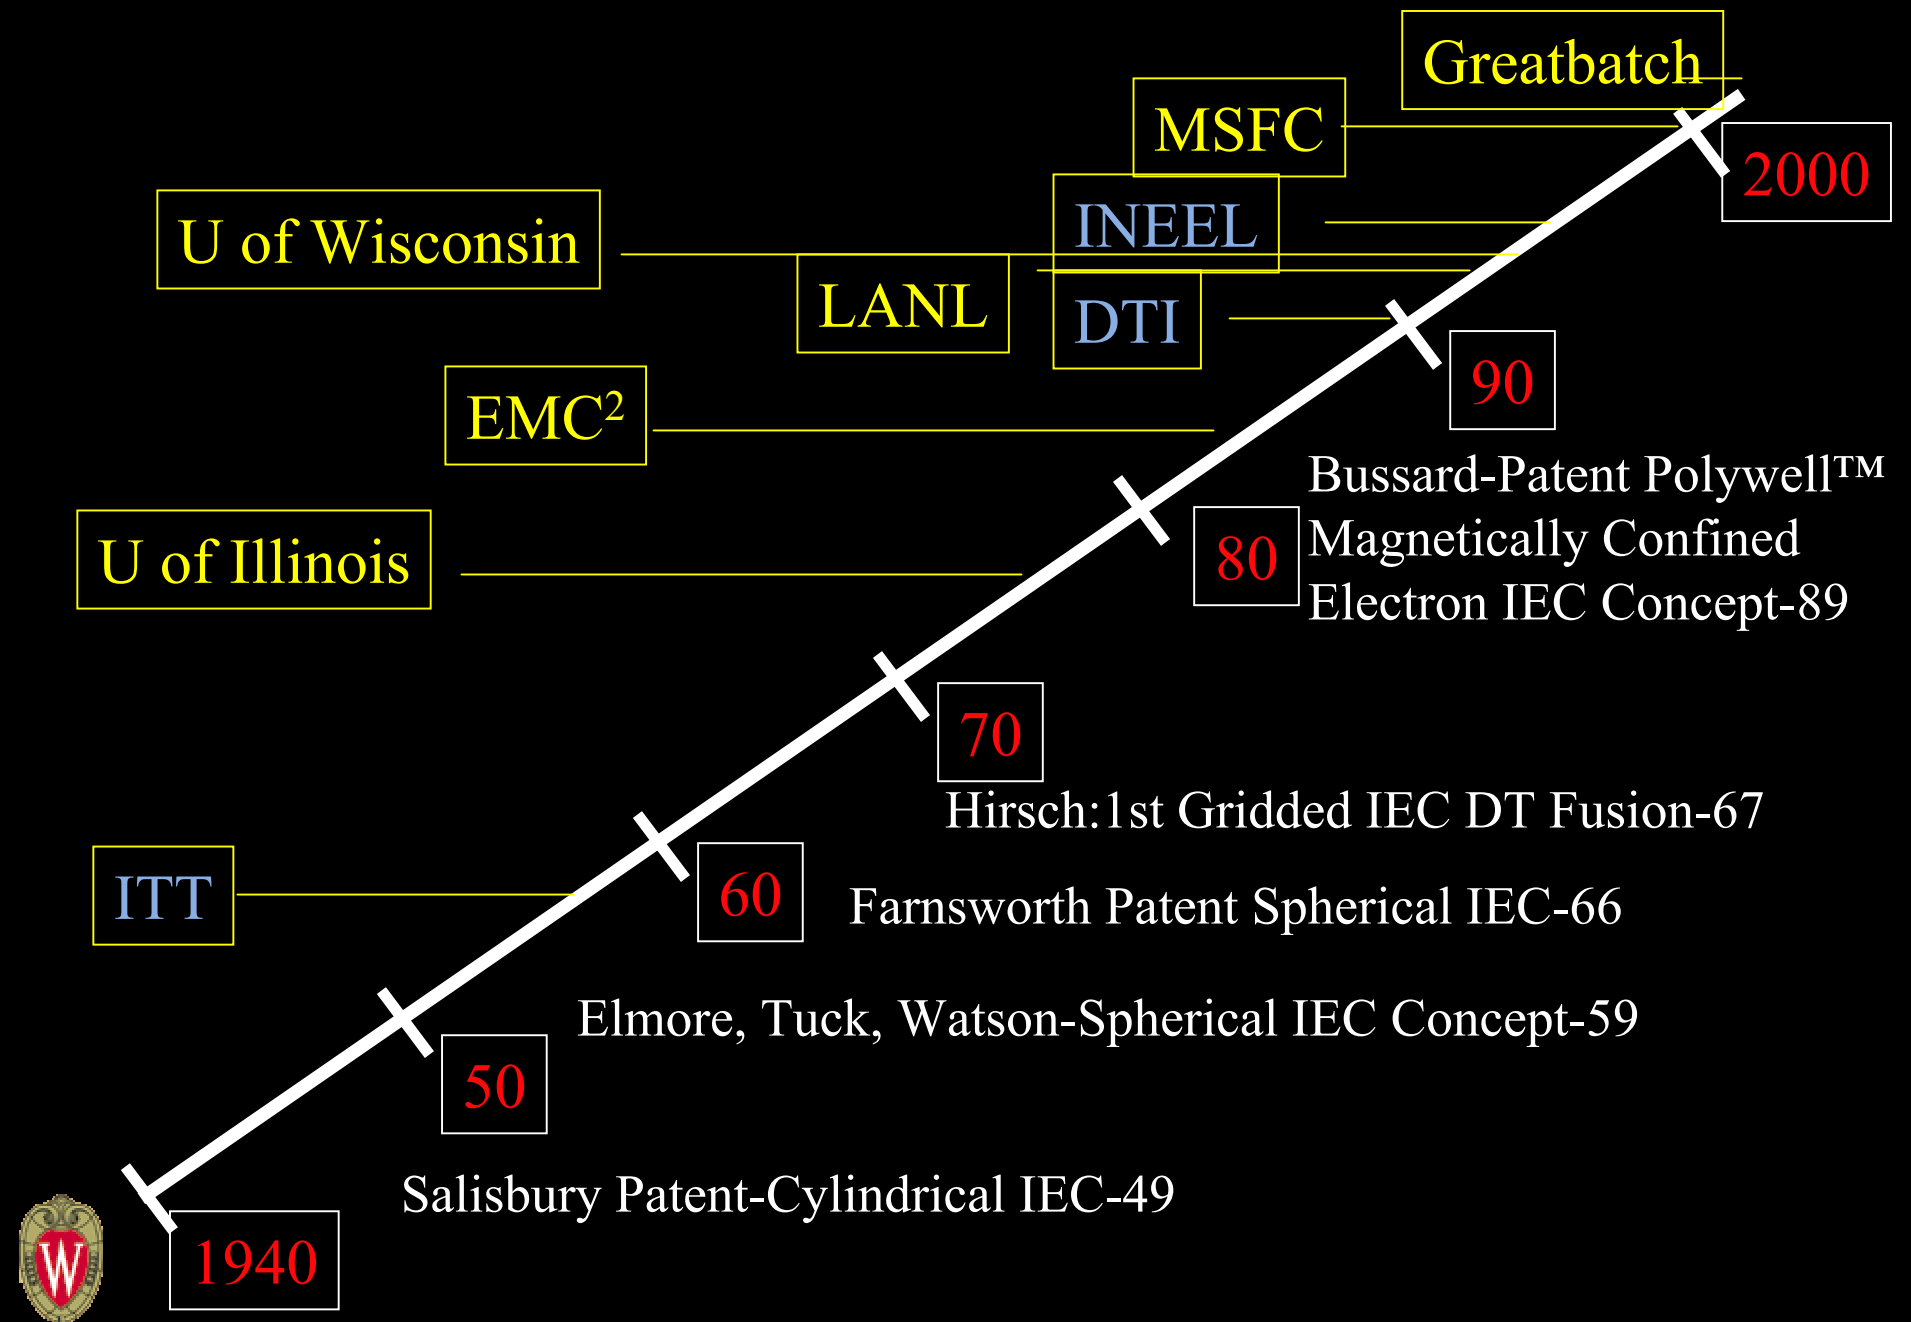 Greatbatch
MSFC
2000
U of Wisconsin
INEEL
LANL
DTI
90
EMC²
Bussard-Patent Polywell™
Magnetically Confined
Electron IEC Concept-89
80
U of Illinois
70
Hirsch:1st Gridded IEC DT Fusion-67
ITT
60
Farnsworth Patent Spherical IEC-66
Elmore, Tuck, Watson-Spherical IEC Concept-59
50
Salisbury Patent-Cylindrical IEC-49
1940
W